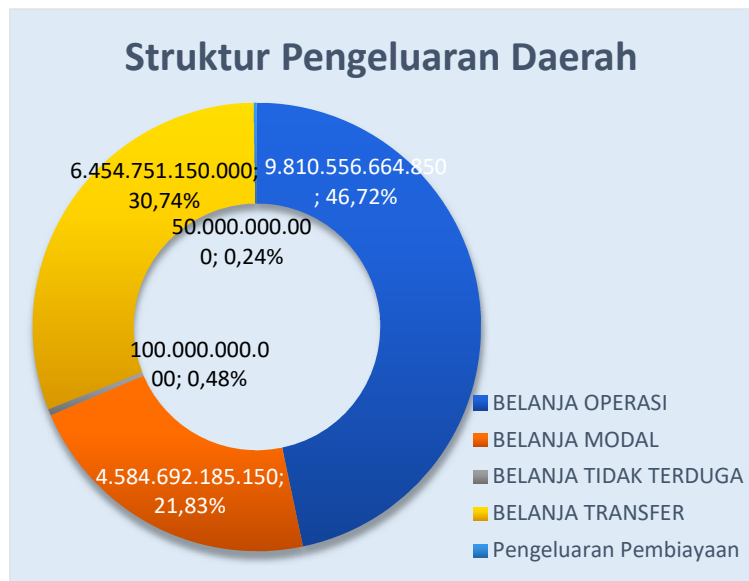 Struktur Pengeluaran Daerah
6.454.751.150.000;
30,74%
9.810.556.664.850
; 46,72%
50.000.000.00
0; 0,24%
100.000.000.0
00; 0,48%
4.584.692.185.150;
21,83%
BELANJA OPERASI
BELANJA MODAL
BELANJA TIDAK TERDUGA
BELANJA TRANSFER
Pengeluaran Pembiayaan